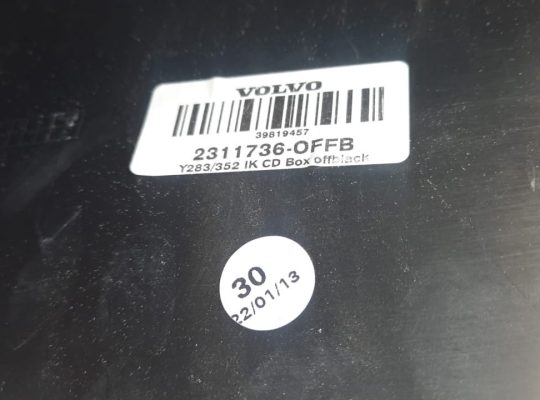 VOLVO
39819457
2311736-OFFB
Y283/352 IK CD Box offblack
30
22/01/13